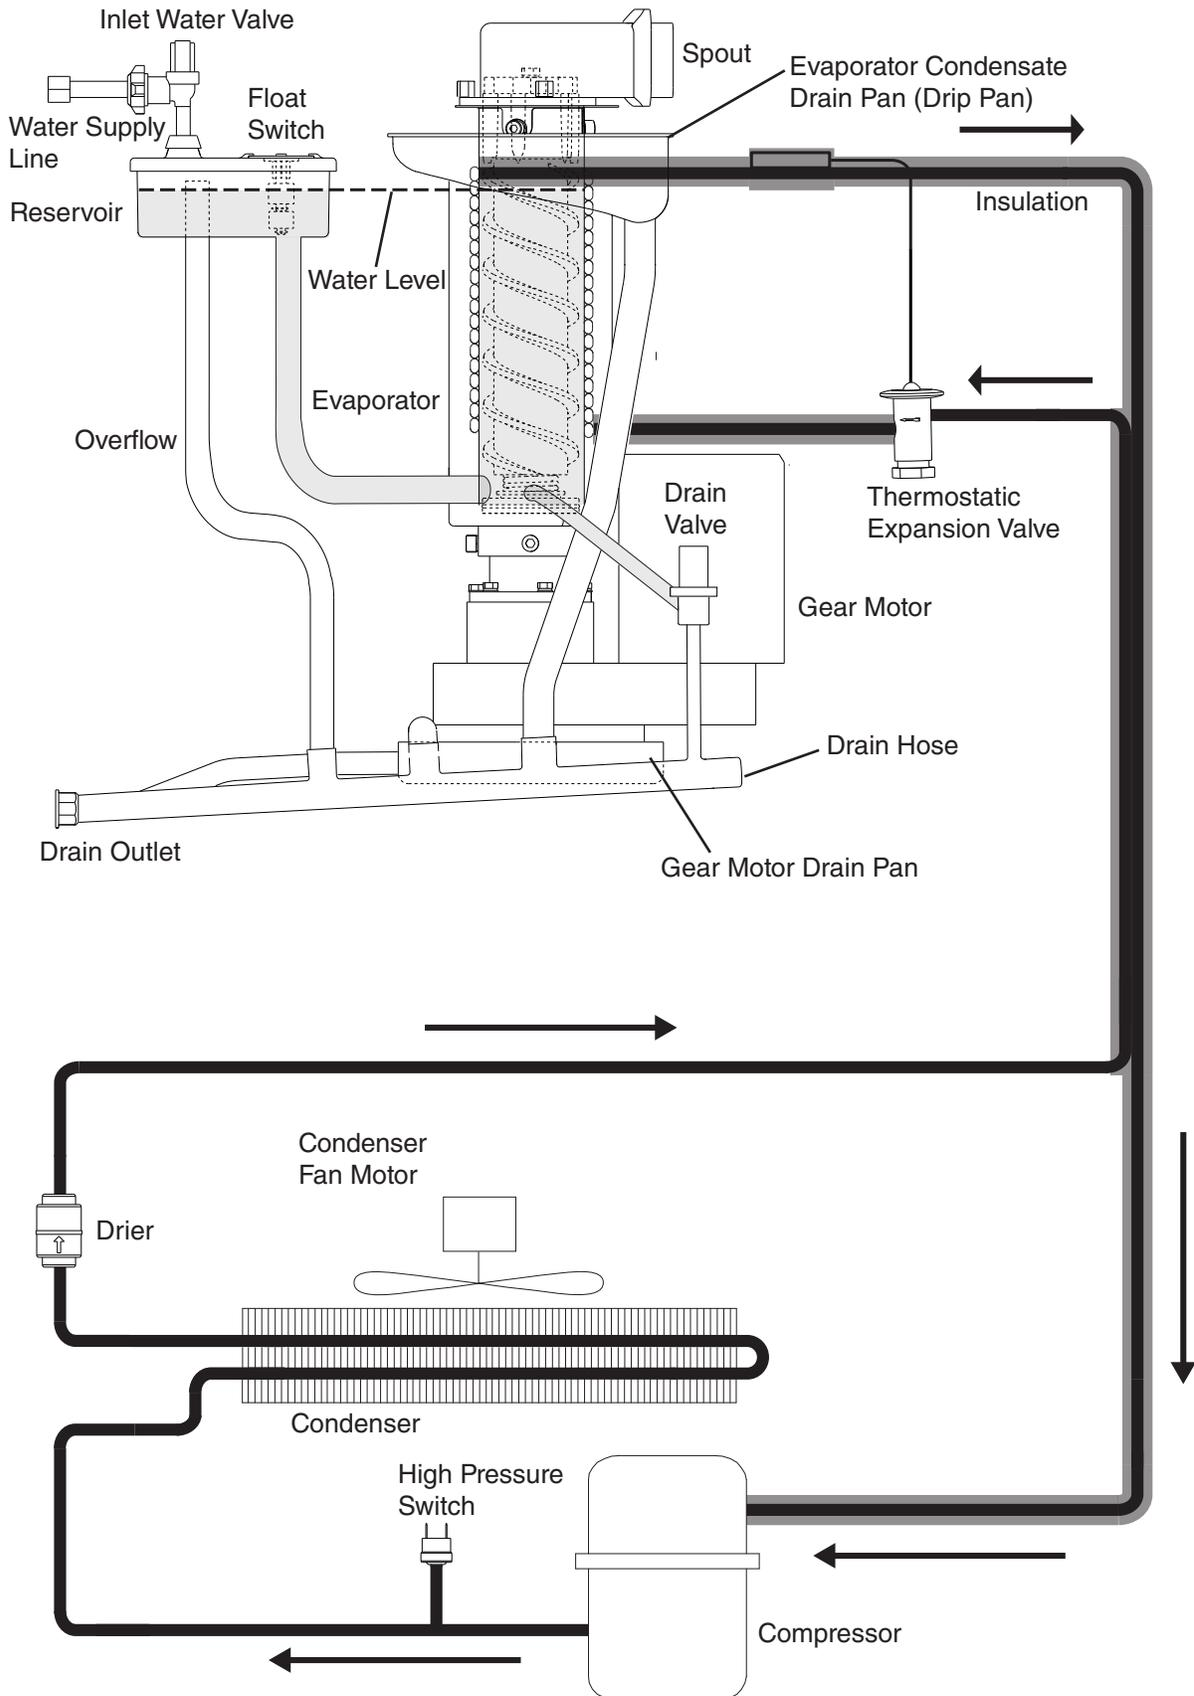 Inlet Water Valve
Spout
Evaporator Condensate
Drain Pan (Drip Pan)
Float
Switch
Water Supply
Line
Insulation
Reservoir
Water Level
Evaporator
Overflow
Drain
Valve
Thermostatic
Expansion Valve
Gear Motor
Drain Hose
Drain Outlet
Gear Motor Drain Pan
Condenser
Fan Motor
Drier
Condenser
High Pressure
Switch
Compressor